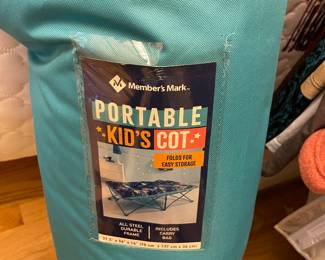 Member's Mark
PORTABLE
KID'S COT
FOLDS FOR
EASY STORAGE
ALL STEEL
DURABLE
FRAME
INCLUDES
CARRY
BAG